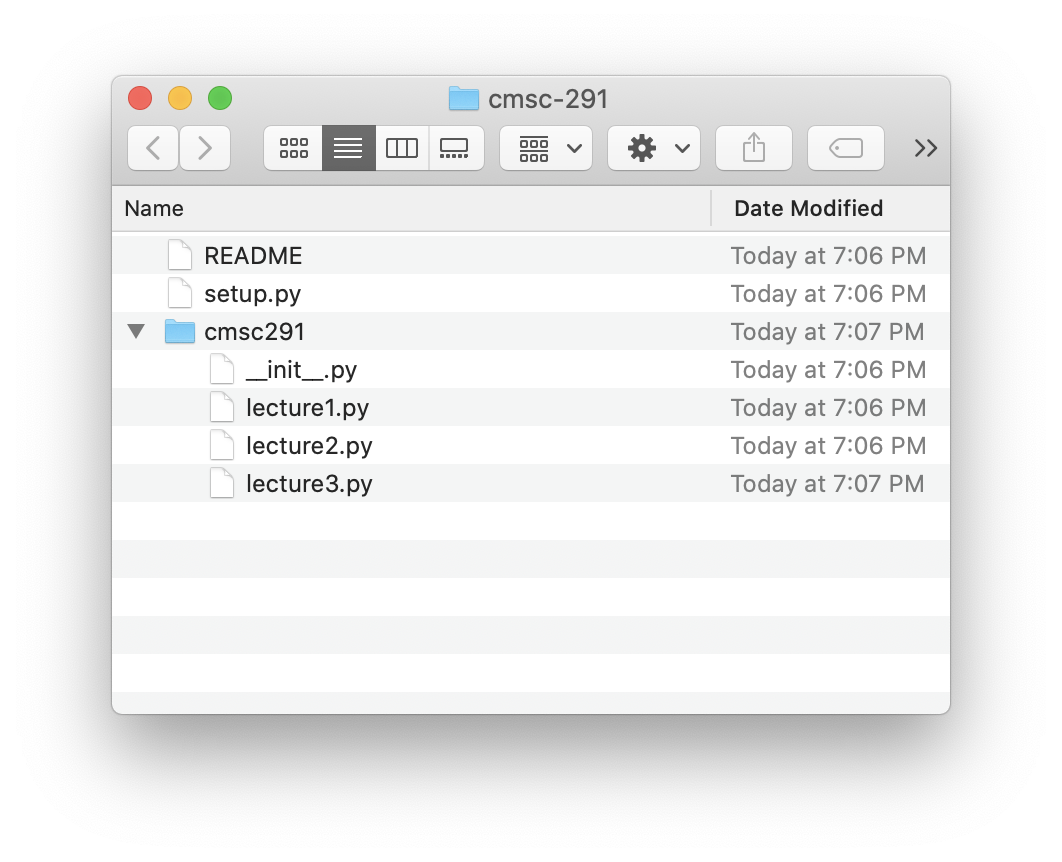 cmsc-291
Name Date Modified
README Today at 7:06 PM
setup.py Today at 7:06 PM
cmsc291 Today at 7:07 PM
__init__.py Today at 7:06 PM
lecture1.py Today at 7:06 PM
lecture2.py Today at 7:06 PM
lecture3.py Today at 7:07 PM